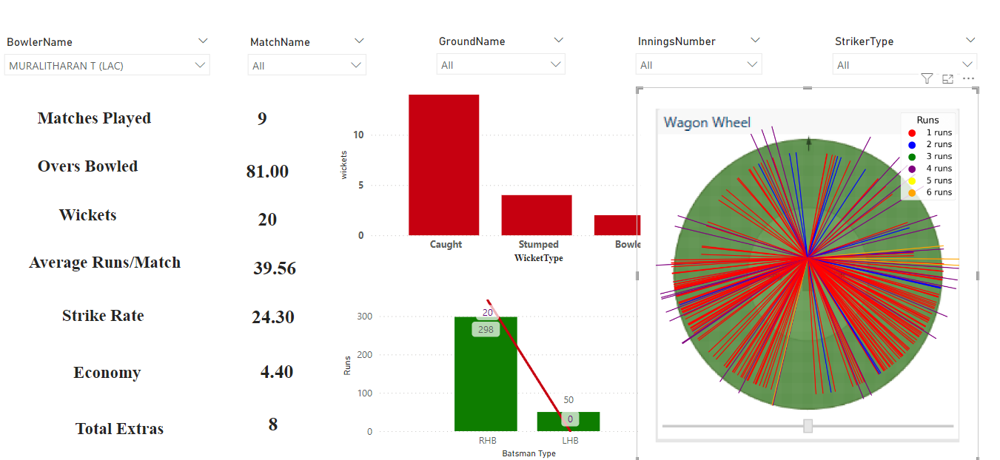 BowlerName
MURALITHARAN T (LAC)
MatchName
All
GroundName
All
InningsNumber
All
StrikerType
All
Matches Played 9
Overs Bowled 81.00
Wickets 20
Average Runs/Match 39.56
Strike Rate 24.30
Economy 4.40
Total Extras 8
wickets
10
5
0
Caught Stumped Bowle
WicketType
Runs
300
200
100
0
20
298
50
0
RHB LHB
Batsman Type
Wagon Wheel
Runs
1 runs
2 runs
3 runs
4 runs
5 runs
6 runs